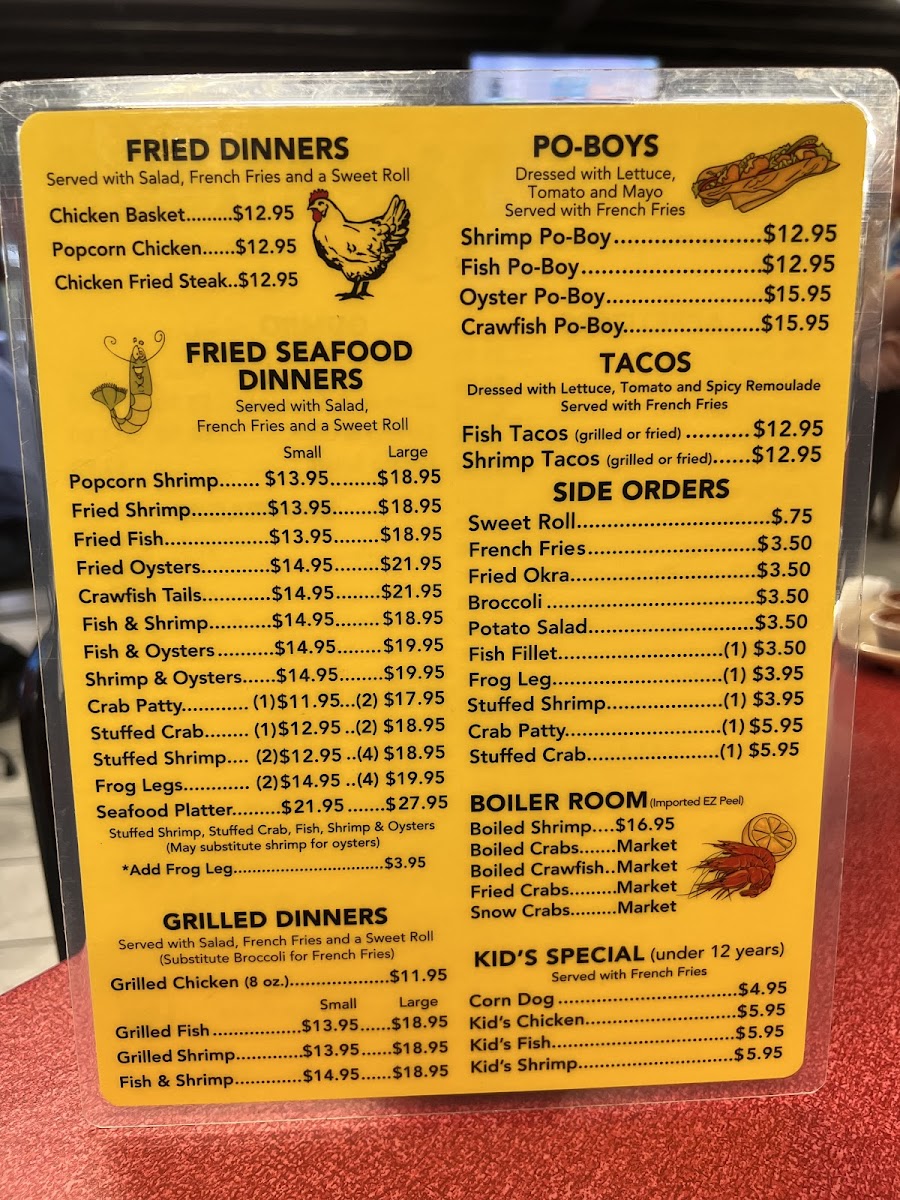 FRIED DINNERS
Served with Salad, French Fries and a Sweet Roll
Chicken Basket.........$12.95
Popcorn Chicken......$12.95
Chicken Fried Steak..$12.95
FRIED SEAFOOD
DINNERS
Served with Salad,
French Fries and a Sweet Roll
Small Large
Popcorn Shrimp....... $13.95........$18.95
Fried Shrimp.............$13.95........$18.95
Fried Fish..................$13.95........$18.95
Fried Oysters............$14.95........$21.95
Crawfish Tails............$14.95........$21.95
Fish & Shrimp...........$14.95........$18.95
Fish & Oysters..........$14.95........$19.95
Shrimp & Oysters......$14.95........$19.95
Crab Patty............ (1)$11.95...(2) $17.95
Stuffed Crab........ (1)$12.95 ..(2) $18.95
Stuffed Shrimp.... (2)$12.95 ..(4) $18.95
Frog Legs............ (2)$14.95 ..(4) $19.95
Seafood Platter........$21.95.......$27.95
Stuffed Shrimp, Stuffed Crab, Fish, Shrimp & Oysters
(May substitute shrimp for oysters)
*Add Frog Leg............................$3.95
GRILLED DINNERS
Served with Salad, French Fries and a Sweet Roll
(Substitute Broccoli for French Fries)
Grilled Chicken (8 oz.)...................$11.95
Small Large
Grilled Fish ................$13.95......$18.95
Grilled Shrimp............$13.95......$18.95
Fish & Shrimp............$14.95......$18.95
PO-BOYS
Dressed with Lettuce,
Tomato and Mayo
Served with French Fries
Shrimp Po-Boy......................$12.95
Fish Po-Boy...........................$12.95
Oyster Po-Boy.......................$15.95
Crawfish Po-Boy.....................$15.95
TACOS
Dressed with Lettuce, Tomato and Spicy Remoulade
Served with French Fries
Fish Tacos (grilled or fried) ..........$12.95
Shrimp Tacos (grilled or fried)......$12.95
SIDE ORDERS
Sweet Roll..............................$.75
French Fries...........................$3.50
Fried Okra.............................$3.50
Broccoli ................................$3.50
Potato Salad..........................$3.50
Fish Fillet..........................(1) $3.50
Frog Leg...........................(1) $3.95
Stuffed Shrimp..................(1) $3.95
Crab Patty........................(1) $5.95
Stuffed Crab.....................(1) $5.95
BOILER ROOM (Imported EZ Peel)
Boiled Shrimp....$16.95
Boiled Crabs.......Market
Boiled Crawfish..Market
Fried Crabs.........Market
Snow Crabs.........Market
KID'S SPECIAL (under 12 years)
Served with French Fries
Corn Dog ............................$4.95
Kid's Chicken........................$5.95
Kid's Fish..............................$5.95
Kid's Shrimp..........................$5.95